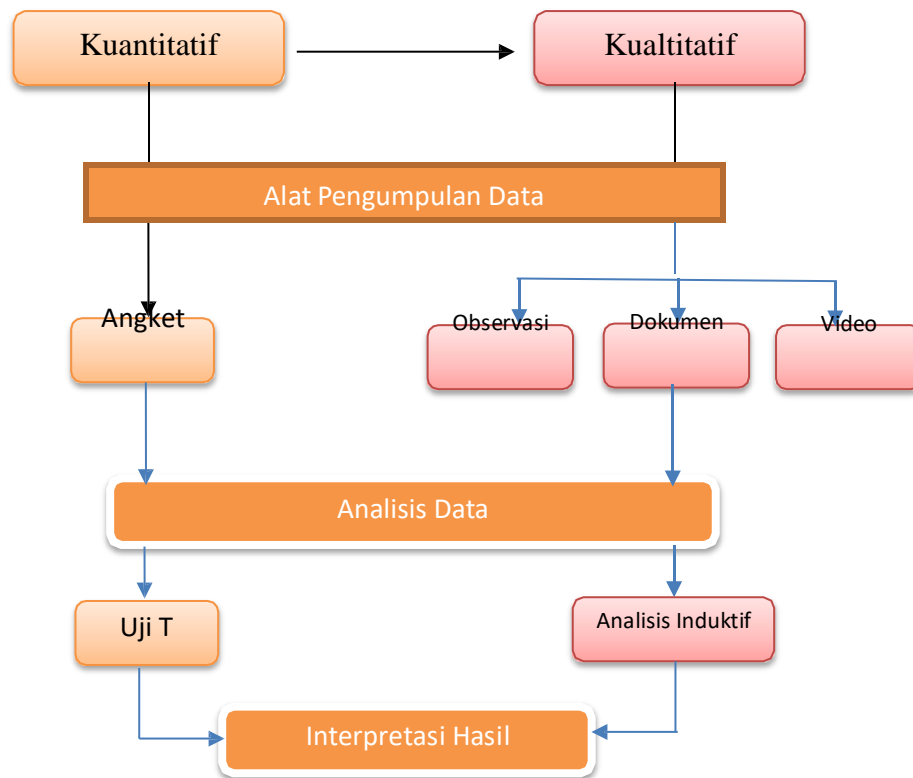 Kuantitatif
Kualtitatif
Alat Pengumpulan Data
Angket
Observasi
Dokumen
Video
Analisis Data
Uji T
Analisis Induktif
Interpretasi Hasil